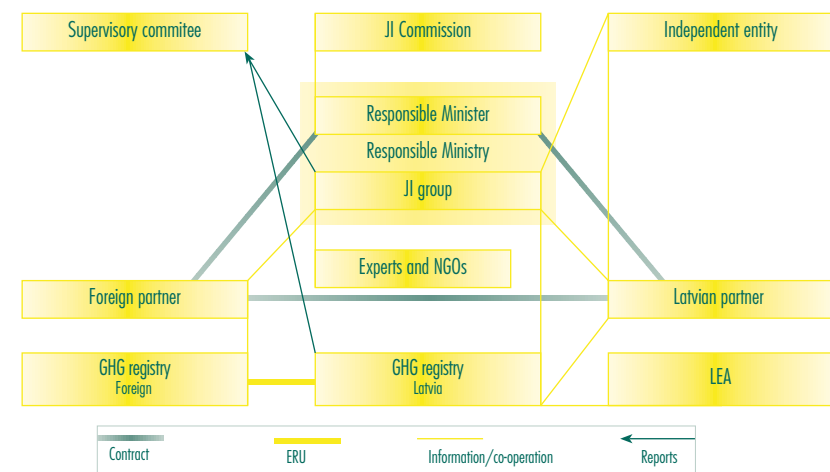 Supervisory commitee
JI Commission
Independent entity
Responsible Minister
Responsible Ministry
JI group
Experts and NGOs
Foreign partner
Latvian partner
GHG registry
Foreign
GHG registry
Latvia
LEA
Contract
ERU
Information/co-operation
Reports